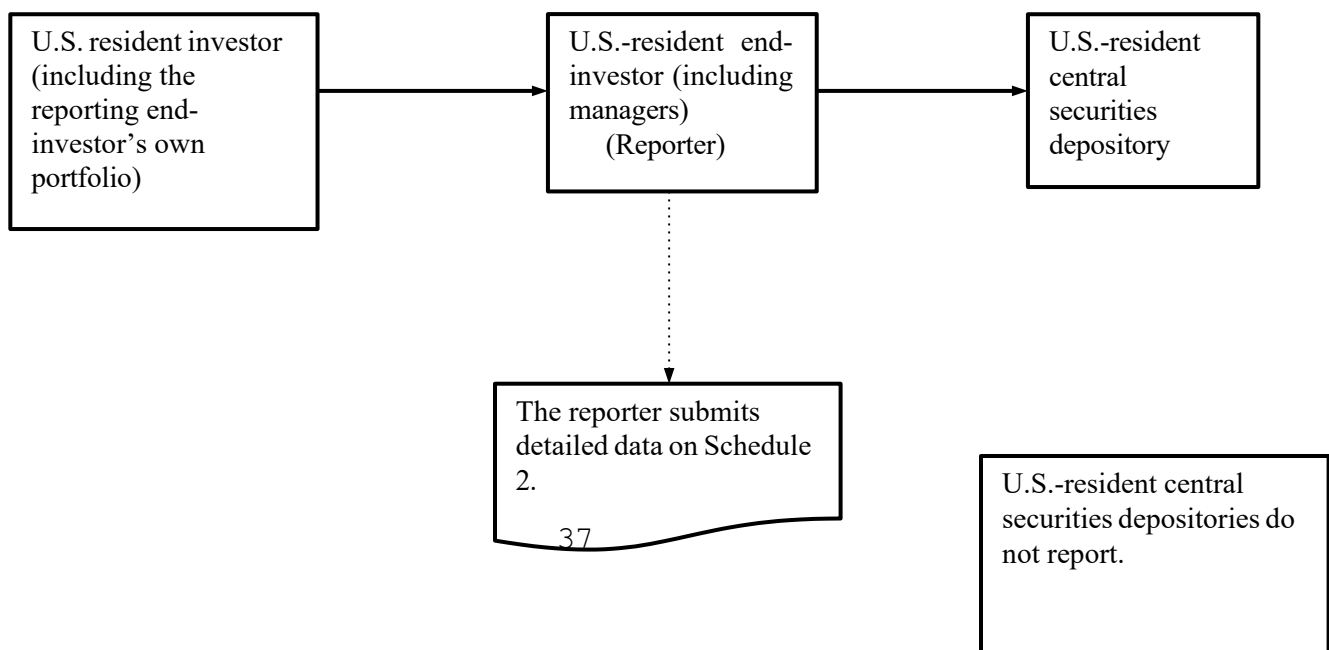 U.S. resident investor
(including the
reporting end-
investor’s own
portfolio)
U.S.-resident end-
investor (including
managers)
(Reporter)
U.S.-resident
central
securities
depository
The reporter submits
detailed data on Schedule
2.
37
U.S.-resident central
securities depositories do
not report.